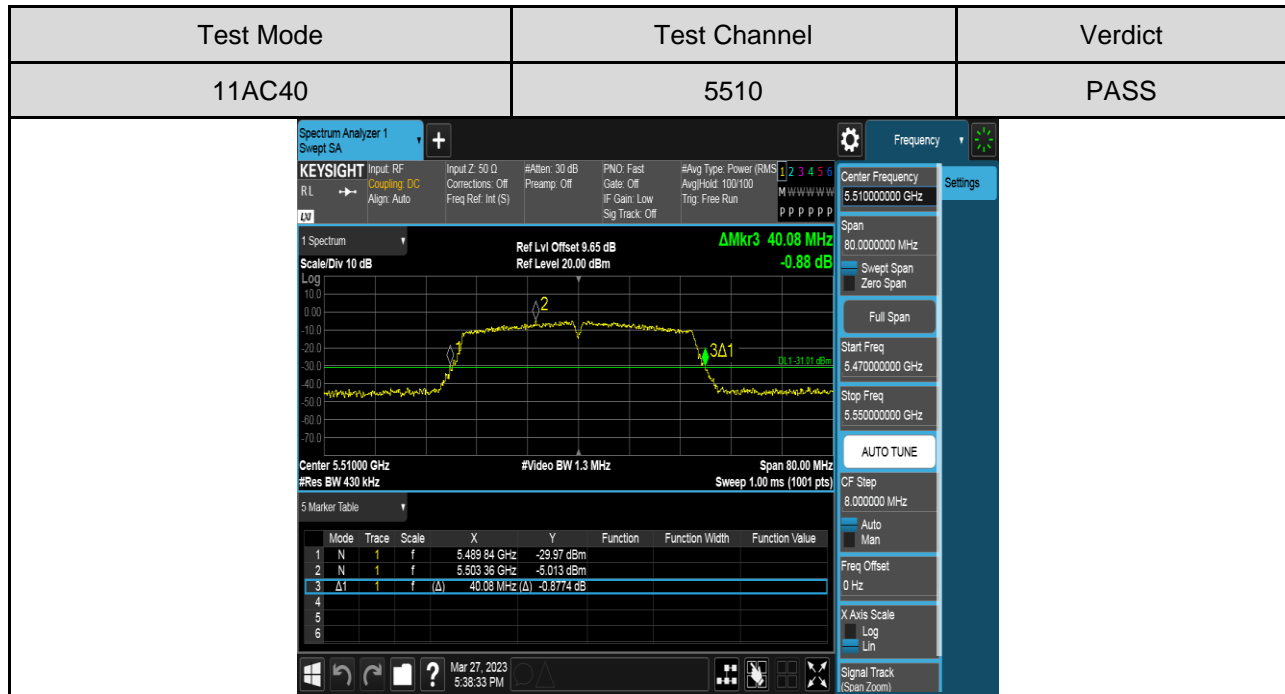 Test Mode Test Channel Verdict
11AC40 5510 PASS
Spectrum Analyzer 1
Swept SA
+
Frequency
KEYSIGHT Input: RF Input Z: 50 Ω #Atten: 30 dB PNO: Fast #Avg Type: Power (RMS 1 2 3 4 5 6
RL Coupling: DC Corrections: Off Preamp: Off Gate: Off Avg|Hold: 100/100 M W W W W W
Align: Auto Freq Ref: Int (S) IF Gain: Low Trig: Free Run
LXI Sig Track: Off P P P P P P
1 Spectrum Ref Lvl Offset 9.65 dB ΔMkr3 40.08 MHz
Scale/Div 10 dB Ref Level 20.00 dBm -0.88 dB
Log
10.0
0.00
-10.0
-20.0
-30.0
-40.0
-50.0
-60.0
-70.0
2
1
3Δ1
DL1 -31.01 dBm
Center 5.51000 GHz #Video BW 1.3 MHz Span 80.00 MHz
#Res BW 430 kHz Sweep 1.00 ms (1001 pts)
5 Marker Table
Mode Trace Scale X Y Function Function Width Function Value
1 N 1 f 5.489 84 GHz -29.97 dBm
2 N 1 f 5.503 36 GHz -5.013 dBm
3 Δ1 1 f (Δ) 40.08 MHz (Δ) -0.8774 dB
4
5
6
? Mar 27, 2023
5:38:33 PM
Center Frequency
5.510000000 GHz
Settings
Span
80.0000000 MHz
Swept Span
Zero Span
Full Span
Start Freq
5.470000000 GHz
Stop Freq
5.550000000 GHz
AUTO TUNE
CF Step
8.000000 MHz
Auto
Man
Freq Offset
0 Hz
X Axis Scale
Log
Lin
Signal Track
(Span Zoom)